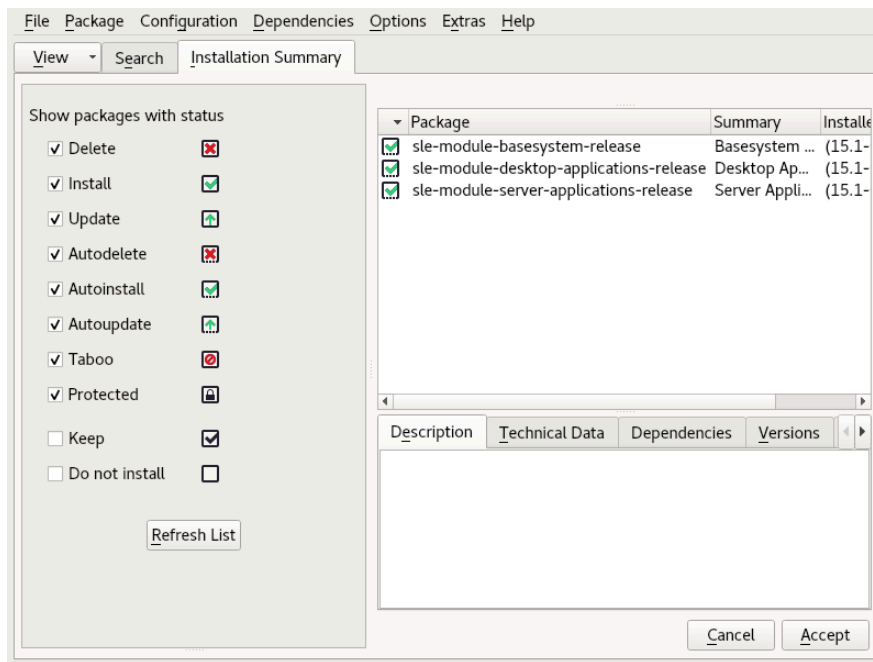 File Package Configuration Dependencies Options Extras Help
View Search Installation Summary
Show packages with status
Delete
Install
Update
Autodelete
Autoinstall
Autoupdate
Taboo
Protected
Keep
Do not install
Refresh List
Package Summary Installe
sle-module-basesystem-release Basesystem ... (15.1-
sle-module-desktop-applications-release Desktop Ap... (15.1-
sle-module-server-applications-release Server Appli... (15.1-
Description Technical Data Dependencies Versions
Cancel Accept